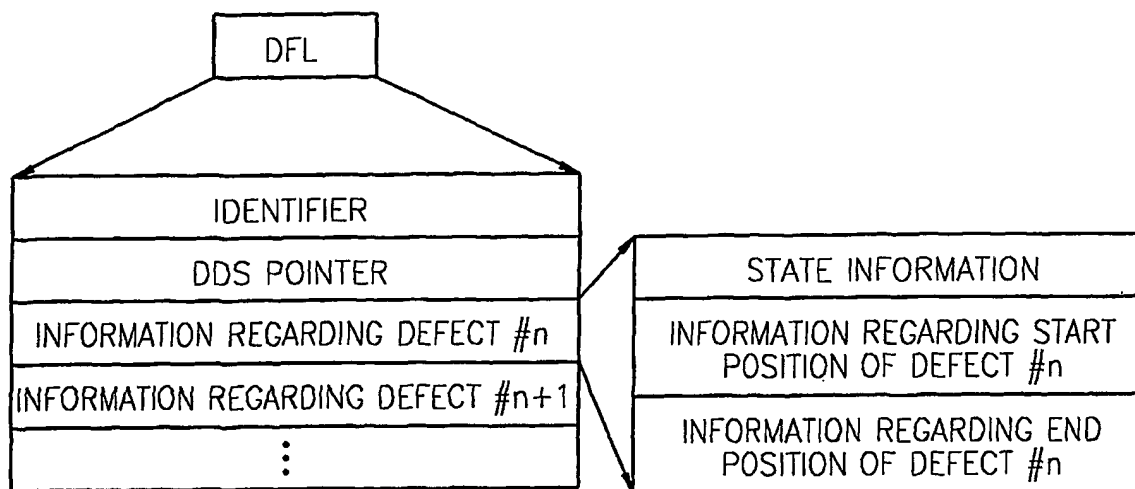 DFL
IDENTIFIER
DDS POINTER
INFORMATION REGARDING DEFECT #n
INFORMATION REGARDING DEFECT #n+1
⋮
STATE INFORMATION
INFORMATION REGARDING START
POSITION OF DEFECT #n
INFORMATION REGARDING END
POSITION OF DEFECT #n